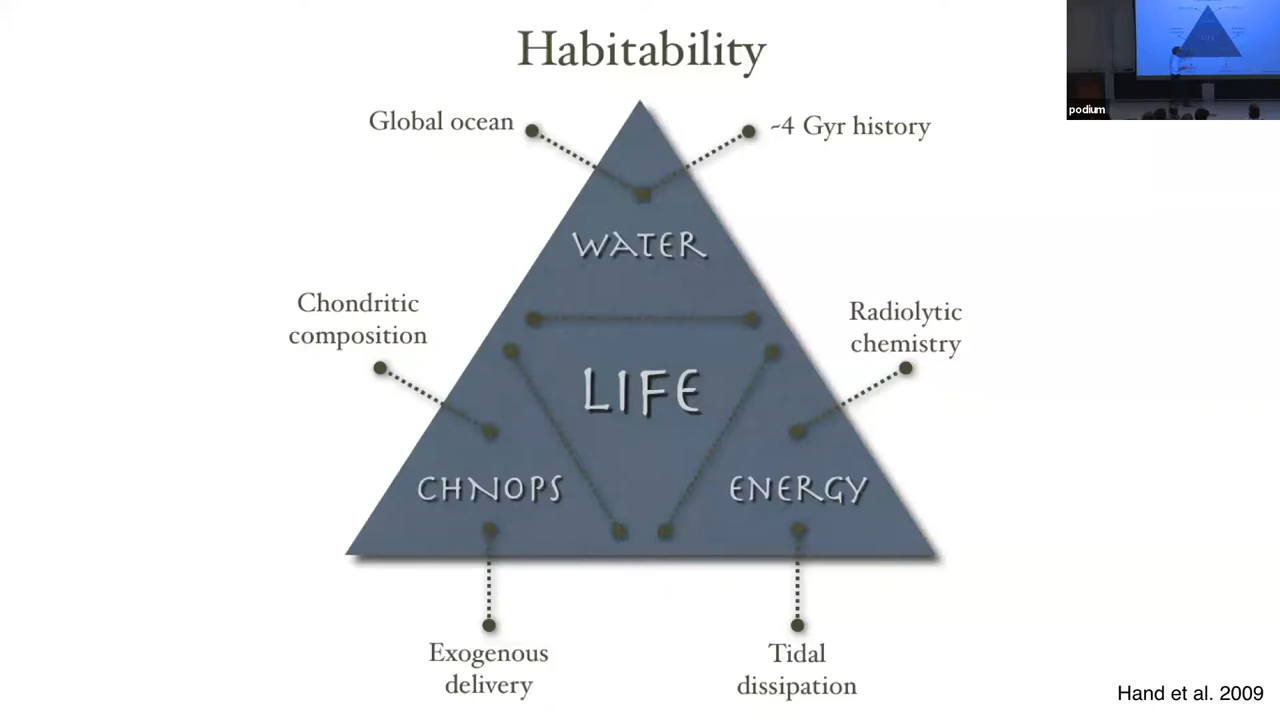 Habitability
podium
Global ocean
~4 Gyr history
WATER
Chondritic
composition
Radiolytic
chemistry
LIFE
CHNOPS
ENERGY
Exogenous
delivery
Tidal
dissipation
Hand et al. 2009